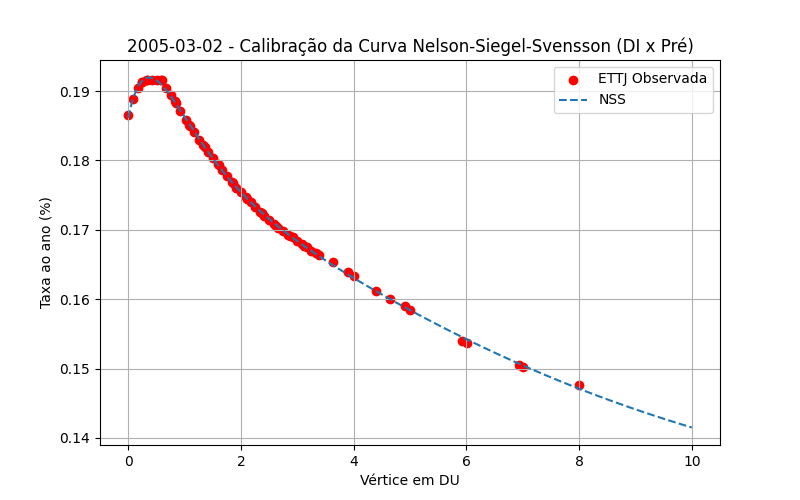 2005-03-02 - Calibração da Curva Nelson-Siegel-Svensson (DI x Pré)
ETTJ Observada
NSS
Taxa ao ano (%)
0.19
0.18
0.17
0.16
0.15
0.14
0 2 4 6 8 10
Vértice em DU